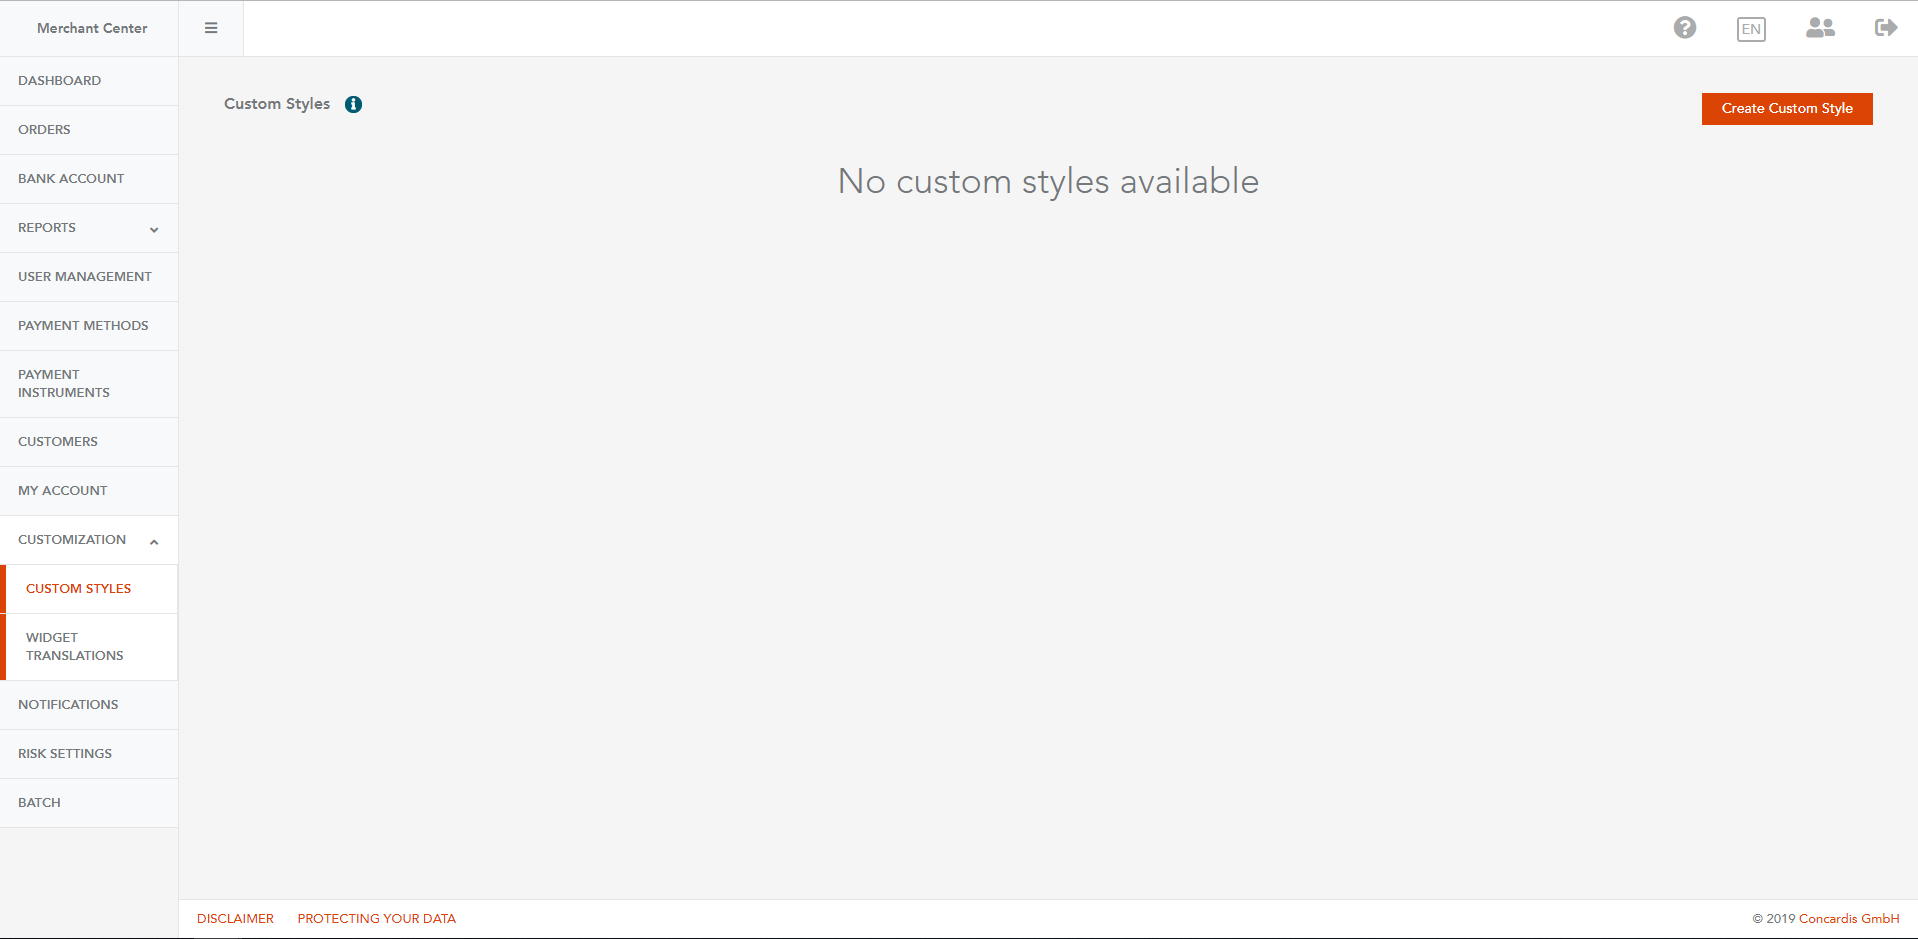 Merchant Center
EN
DASHBOARD
ORDERS
BANK ACCOUNT
REPORTS
USER MANAGEMENT
PAYMENT METHODS
PAYMENT
INSTRUMENTS
CUSTOMERS
MY ACCOUNT
CUSTOMIZATION
CUSTOM STYLES
WIDGET
TRANSLATIONS
NOTIFICATIONS
RISK SETTINGS
BATCH
Custom Styles
Create Custom Style
No custom styles available
DISCLAIMER PROTECTING YOUR DATA
© 2019 Concardis GmbH